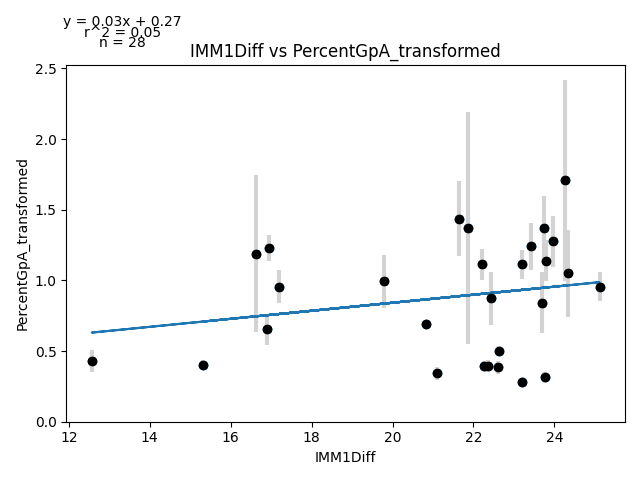 y = 0.03x + 0.27
r^2 = 0.05
n = 28
IMM1Diff vs PercentGpA_transformed
2.5
2.0
1.5
1.0
0.5
0.0
PercentGpA_transformed
12 14 16 18 20 22 24
IMM1Diff